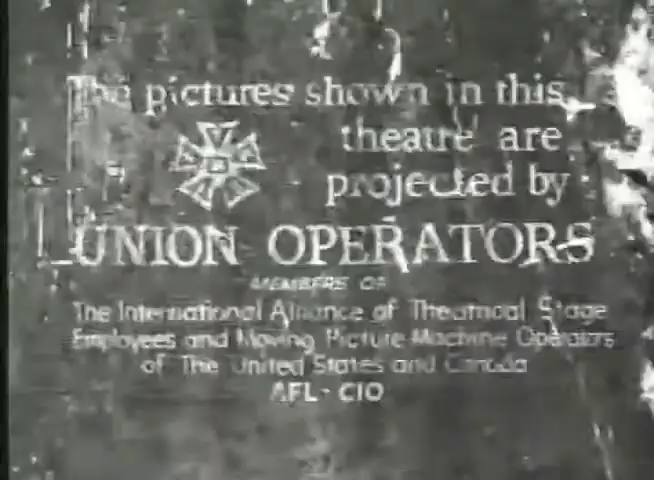 The pictures shown in this
theatre are
projected by
UNION OPERATORS
MEMBERS OF
The International Alliance of Theatrical Stage
Employees and Moving Picture Machine Operators
of The United States and Canada
AFL - CIO